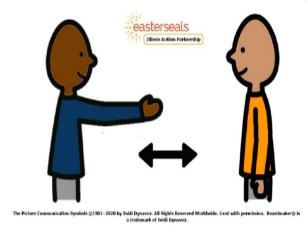 easterseals
Illinois Autism Partnership
The Picture Communication Symbols ©1981–2020 by Tobii Dynavox. All Rights Reserved Worldwide. Used with permission. Boardmaker® is
a trademark of Tobii Dynavox.